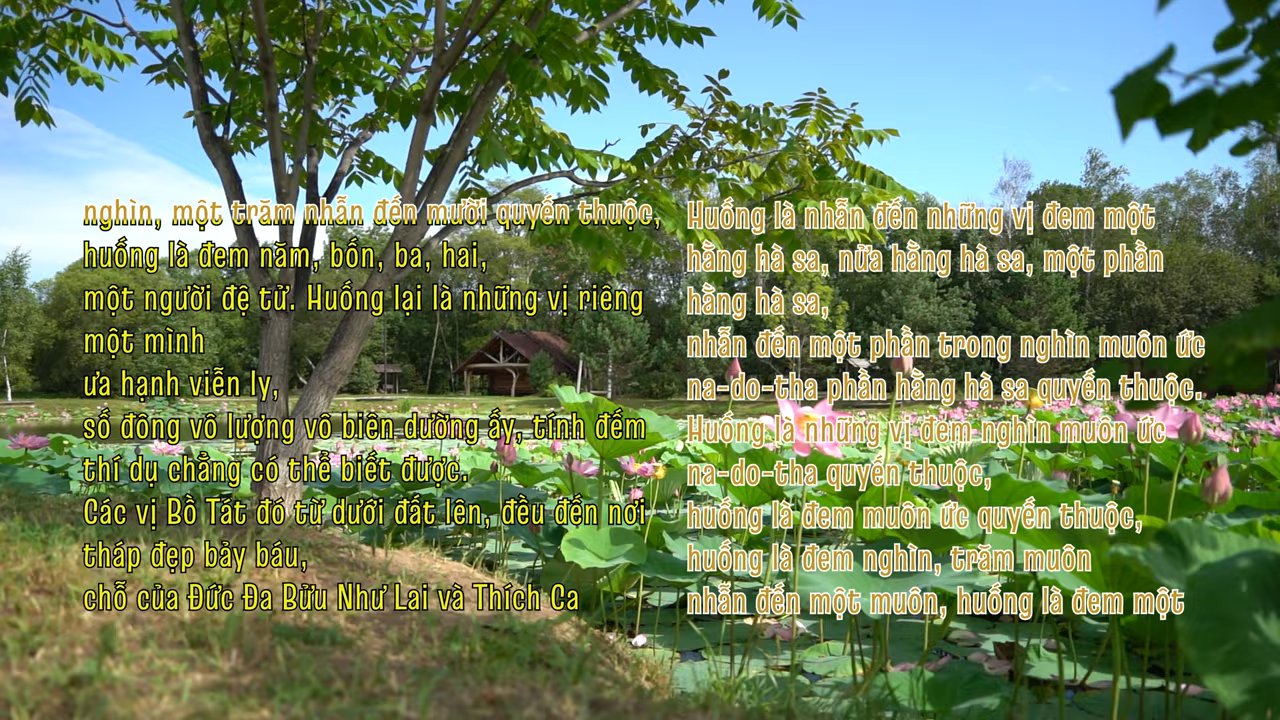 nghìn, một trăm nhẫn đến mười quyến thuộc,
huống là đem năm, bốn, ba, hai,
một người đệ tử. Huống lại là những vị riêng
một mình
ưa hạnh viễn ly,
số đông vô lượng vô biên dường ấy, tính đếm
thí dụ chẳng có thể biết được.
Các vị Bồ Tát đó từ dưới đất lên, đều đến nơi
tháp đẹp bảy báu,
chỗ của Đức Đa Bửu Như Lai và Thích Ca
Huống là nhẫn đến những vị đem một
hằng hà sa, nửa hằng hà sa, một phần
hằng hà sa,
nhẫn đến một phần trong nghìn muôn ức
na-do-tha phần hằng hà sa quyến thuộc.
Huống là những vị đem nghìn muôn ức
na-do-tha quyến thuộc,
huống là đem muôn ức quyến thuộc,
huống là đem nghìn, trăm muôn
nhẫn đến một muôn, huống là đem một